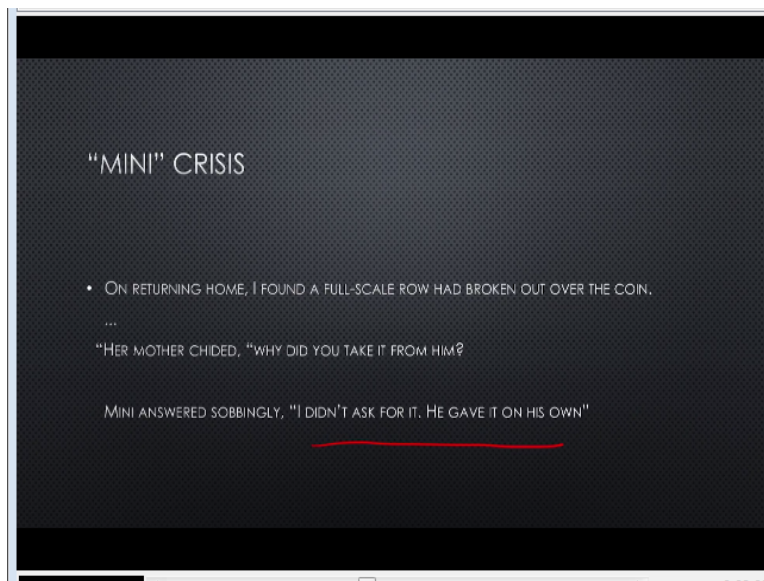 “MINI” CRISIS
• ON RETURNING HOME, I FOUND A FULL-SCALE ROW HAD BROKEN OUT OVER THE COIN.
...
“HER MOTHER CHIDED, “WHY DID YOU TAKE IT FROM HIM?
MINI ANSWERED SOBBINGLY, “I DIDN’T ASK FOR IT. HE GAVE IT ON HIS OWN”